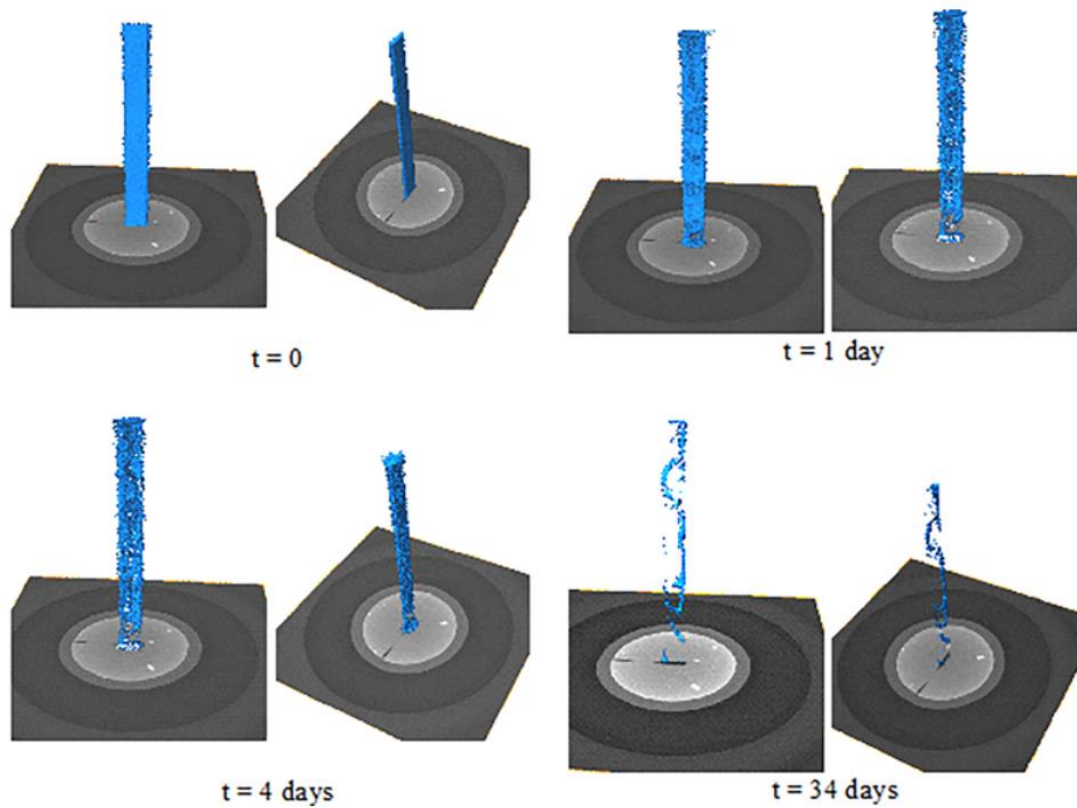 t = 0
t = 1 day
t = 4 days
t = 34 days